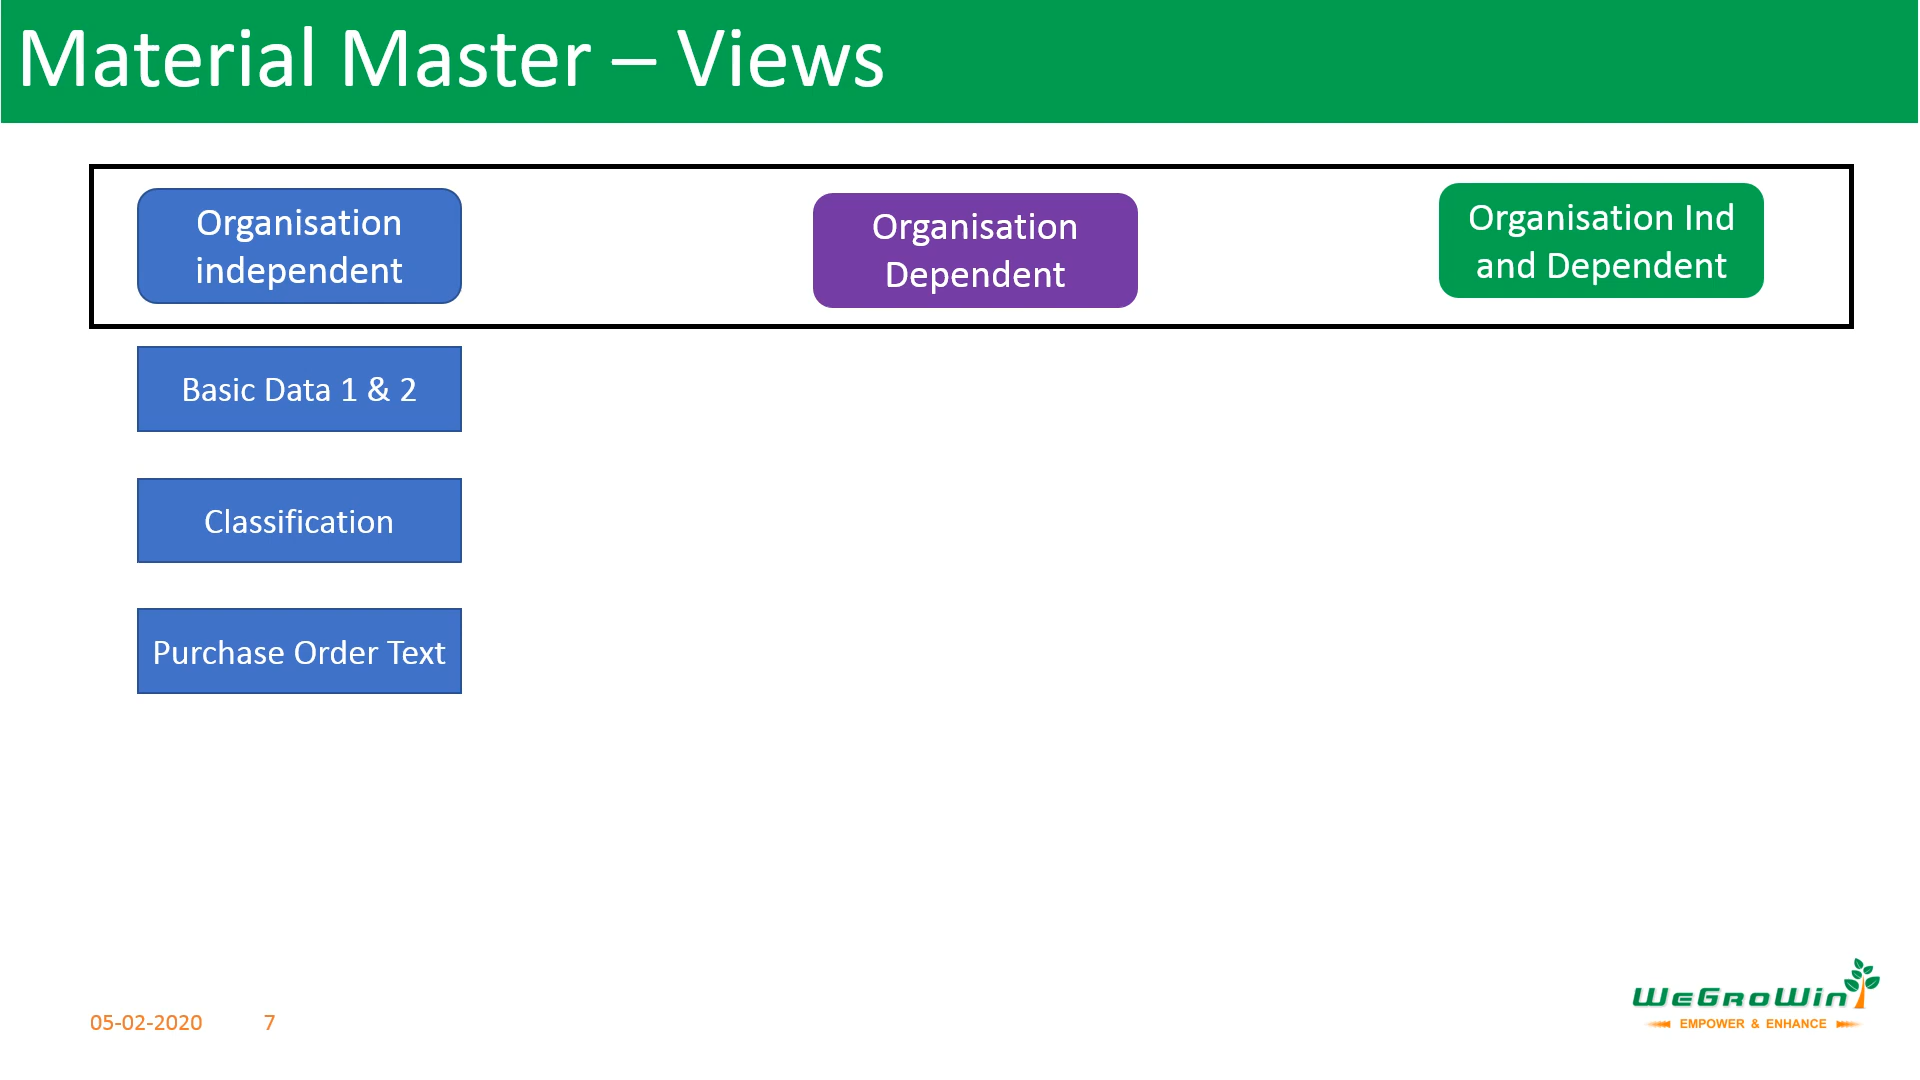 Material Master – Views
Organisation
independent
Organisation
Dependent
Organisation Ind
and Dependent
Basic Data 1 & 2
Classification
Purchase Order Text
05-02-2020
7
WeGroWin
EMPOWER & ENHANCE